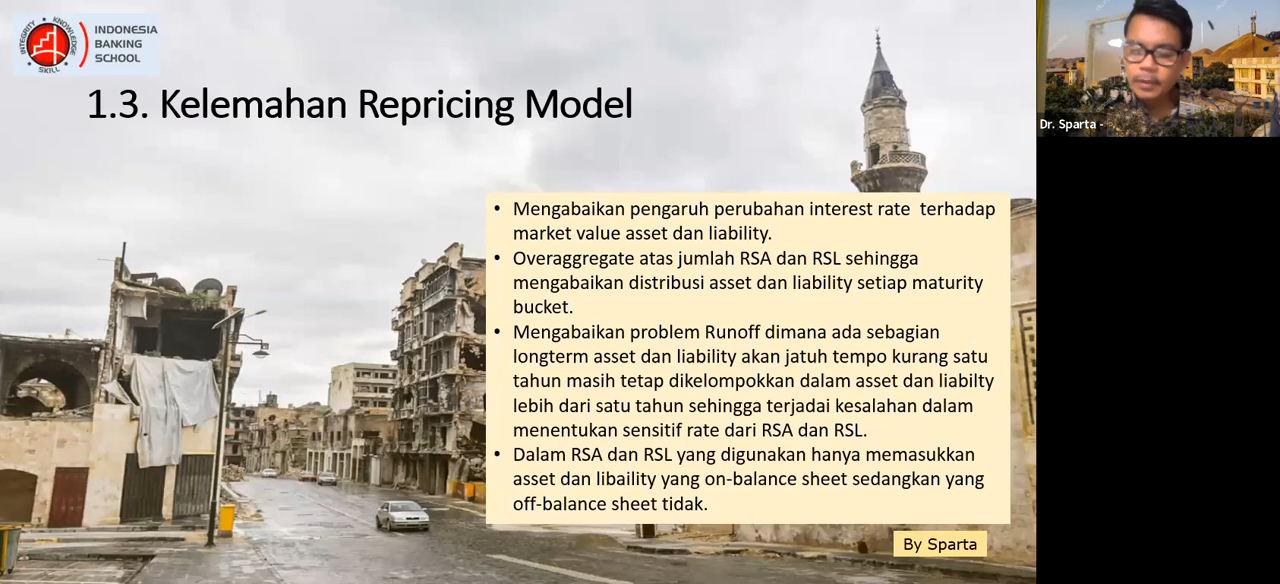 INTEGRITY KNOWLEDGE SKILL
INDONESIA
BANKING
SCHOOL
1.3. Kelemahan Repricing Model
Dr. Sparta -
• Mengabaikan pengaruh perubahan interest rate terhadap
market value asset dan liability.
• Overaggregate atas jumlah RSA dan RSL sehingga
mengabaikan distribusi asset dan liability setiap maturity
bucket.
• Mengabaikan problem Runoff dimana ada sebagian
longterm asset dan liability akan jatuh tempo kurang satu
tahun masih tetap dikelompokkan dalam asset dan liabilty
lebih dari satu tahun sehingga terjadai kesalahan dalam
menentukan sensitif rate dari RSA dan RSL.
• Dalam RSA dan RSL yang digunakan hanya memasukkan
asset dan libaility yang on-balance sheet sedangkan yang
off-balance sheet tidak.
By Sparta